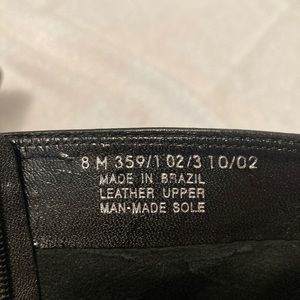 8 M 359/1 02/3 10/02
MADE IN BRAZIL
LEATHER UPPER
MAN-MADE SOLE